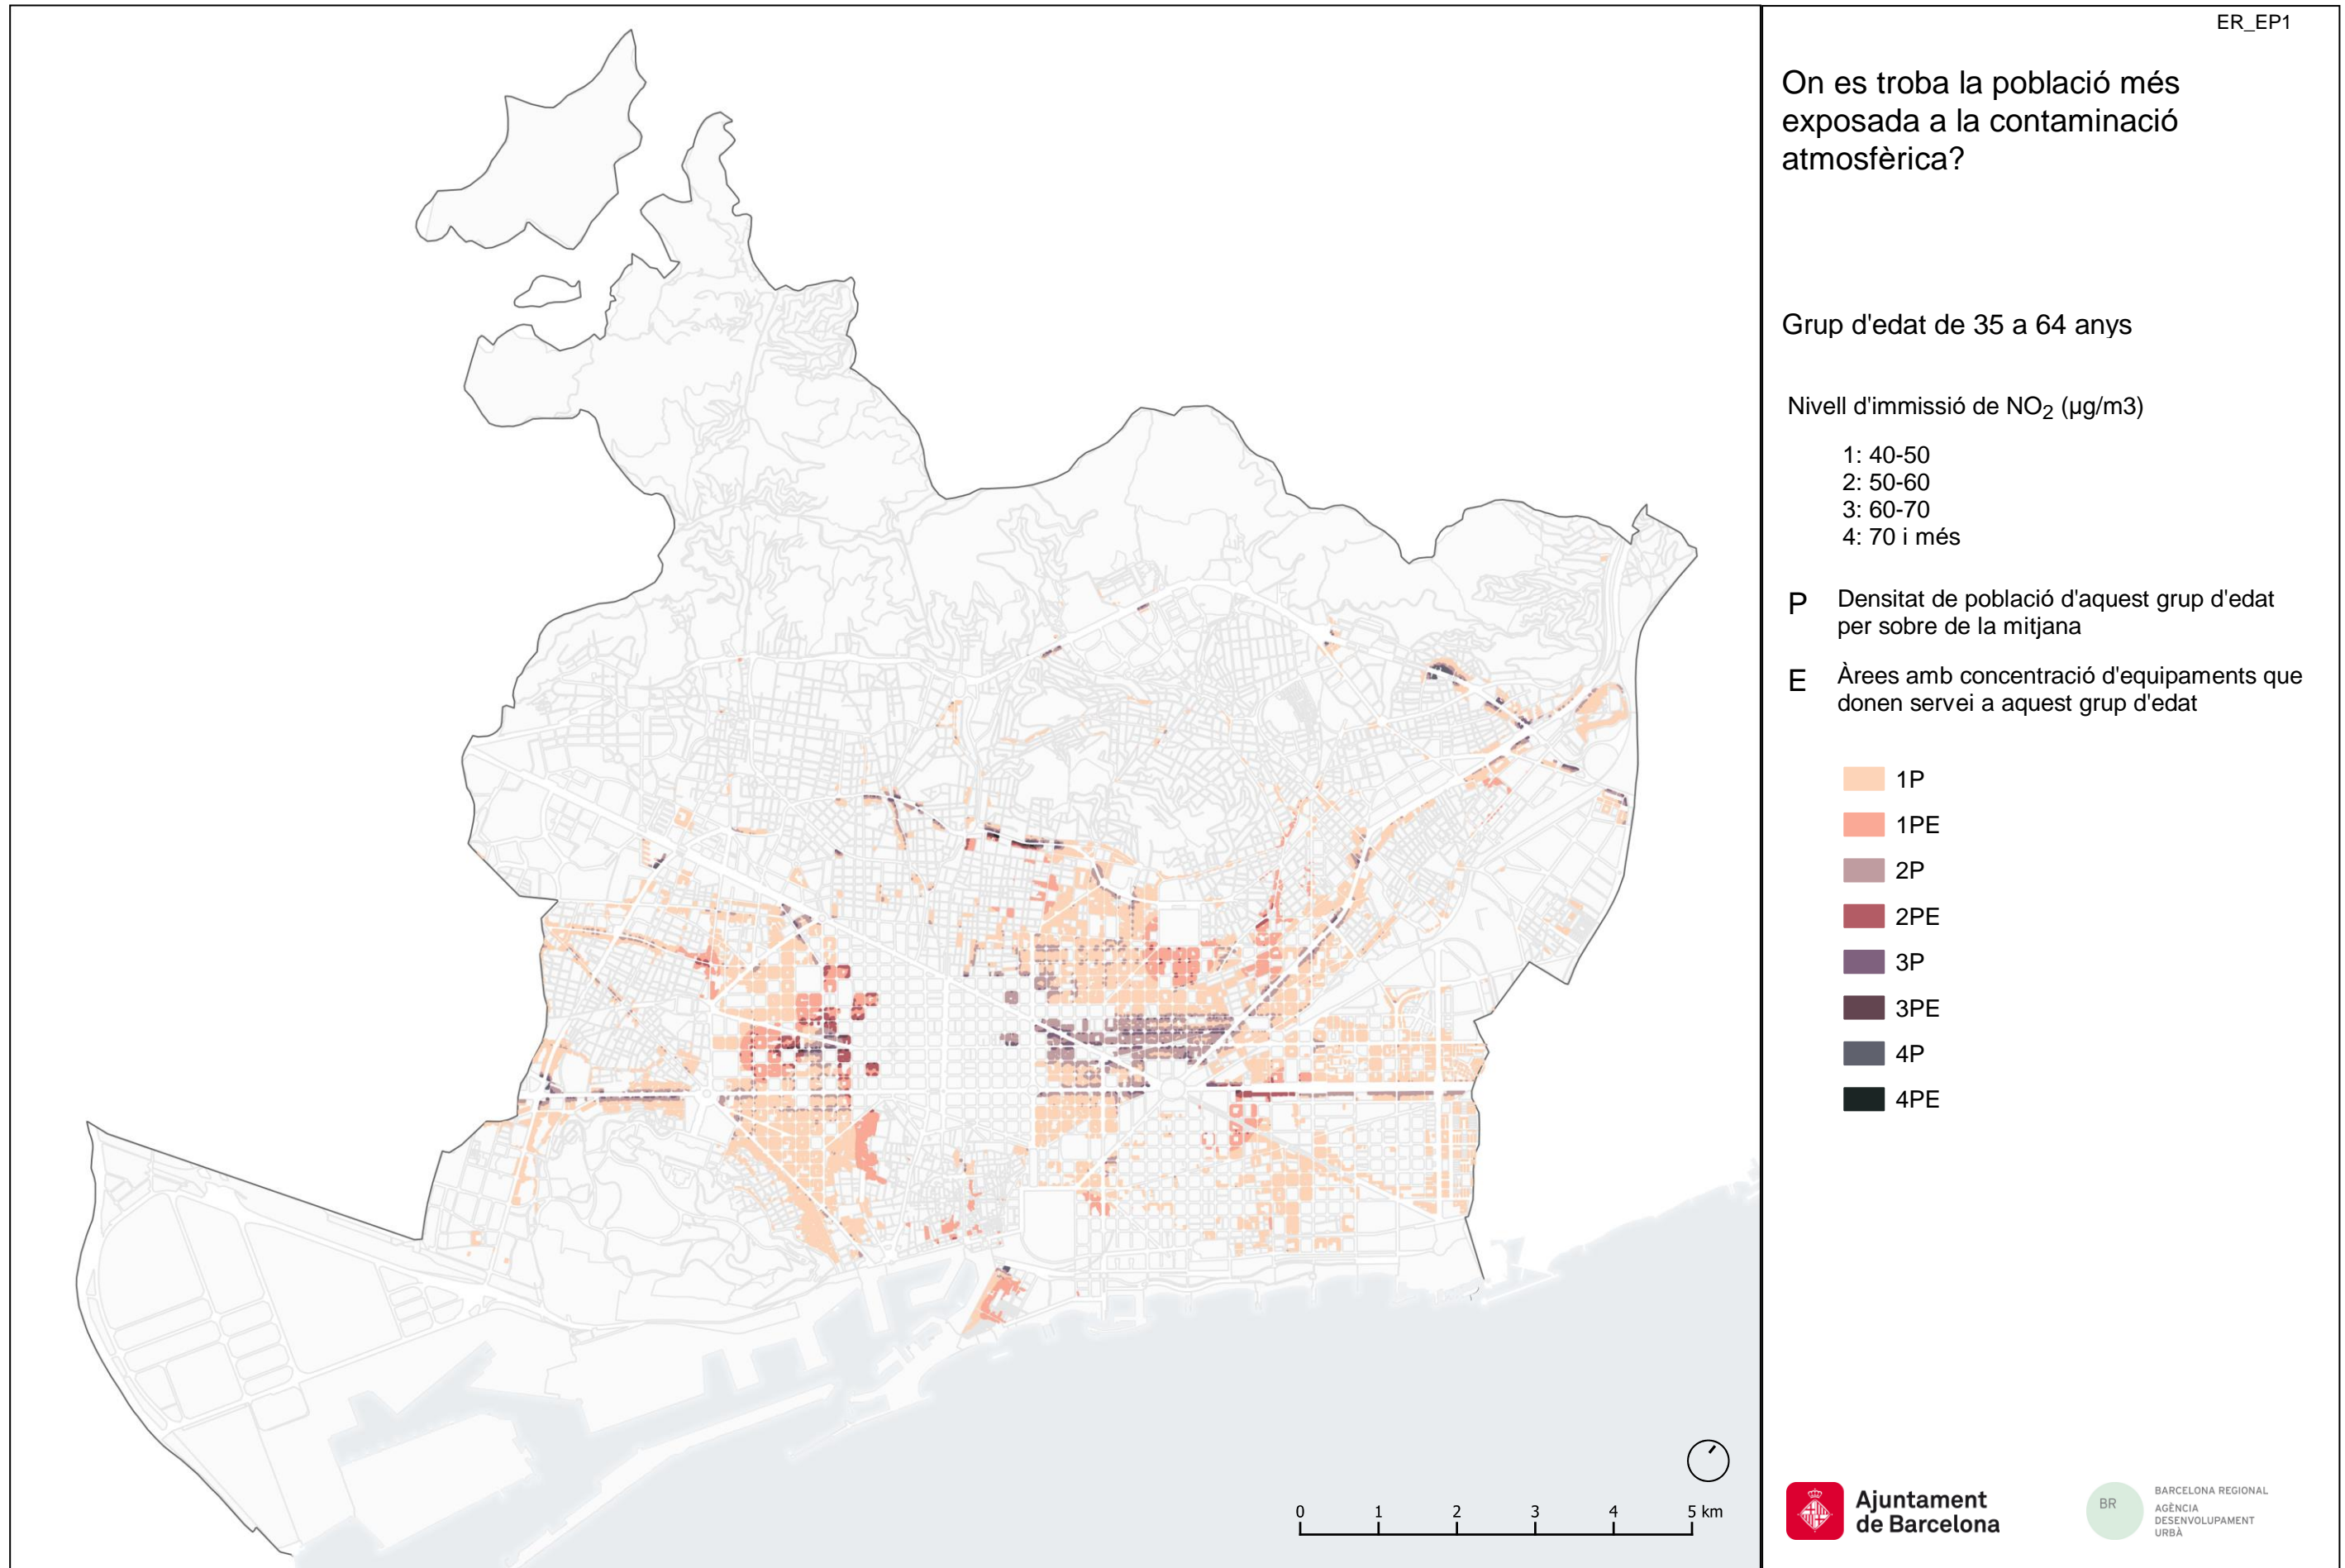 ER_EP1
On es troba la població més
exposada a la contaminació
atmosfèrica?
Grup d'edat de 35 a 64 anys
Nivell d'immissió de NO₂ (µg/m3)
1: 40-50
2: 50-60
3: 60-70
4: 70 i més
P Densitat de població d'aquest grup d'edat
per sobre de la mitjana
E Àrees amb concentració d'equipaments que
donen servei a aquest grup d'edat
1P
1PE
2P
2PE
3P
3PE
4P
4PE
0 1 2 3 4 5 km
Ajuntament
de Barcelona
BR
BARCELONA REGIONAL
AGÈNCIA
DESENVOLUPAMENT
URBÀ